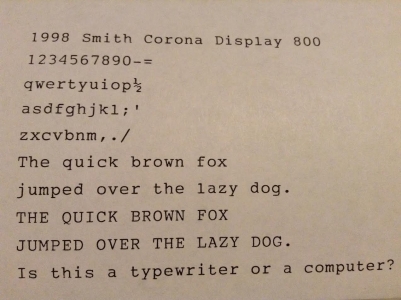 1998 Smith Corona Display 800
1234567890-=
qwertyuiop½
asdfghjkl;'
zxcvbnm,./
The quick brown fox
jumped over the lazy dog.
THE QUICK BROWN FOX
JUMPED OVER THE LAZY DOG.
Is this a typewriter or a computer?